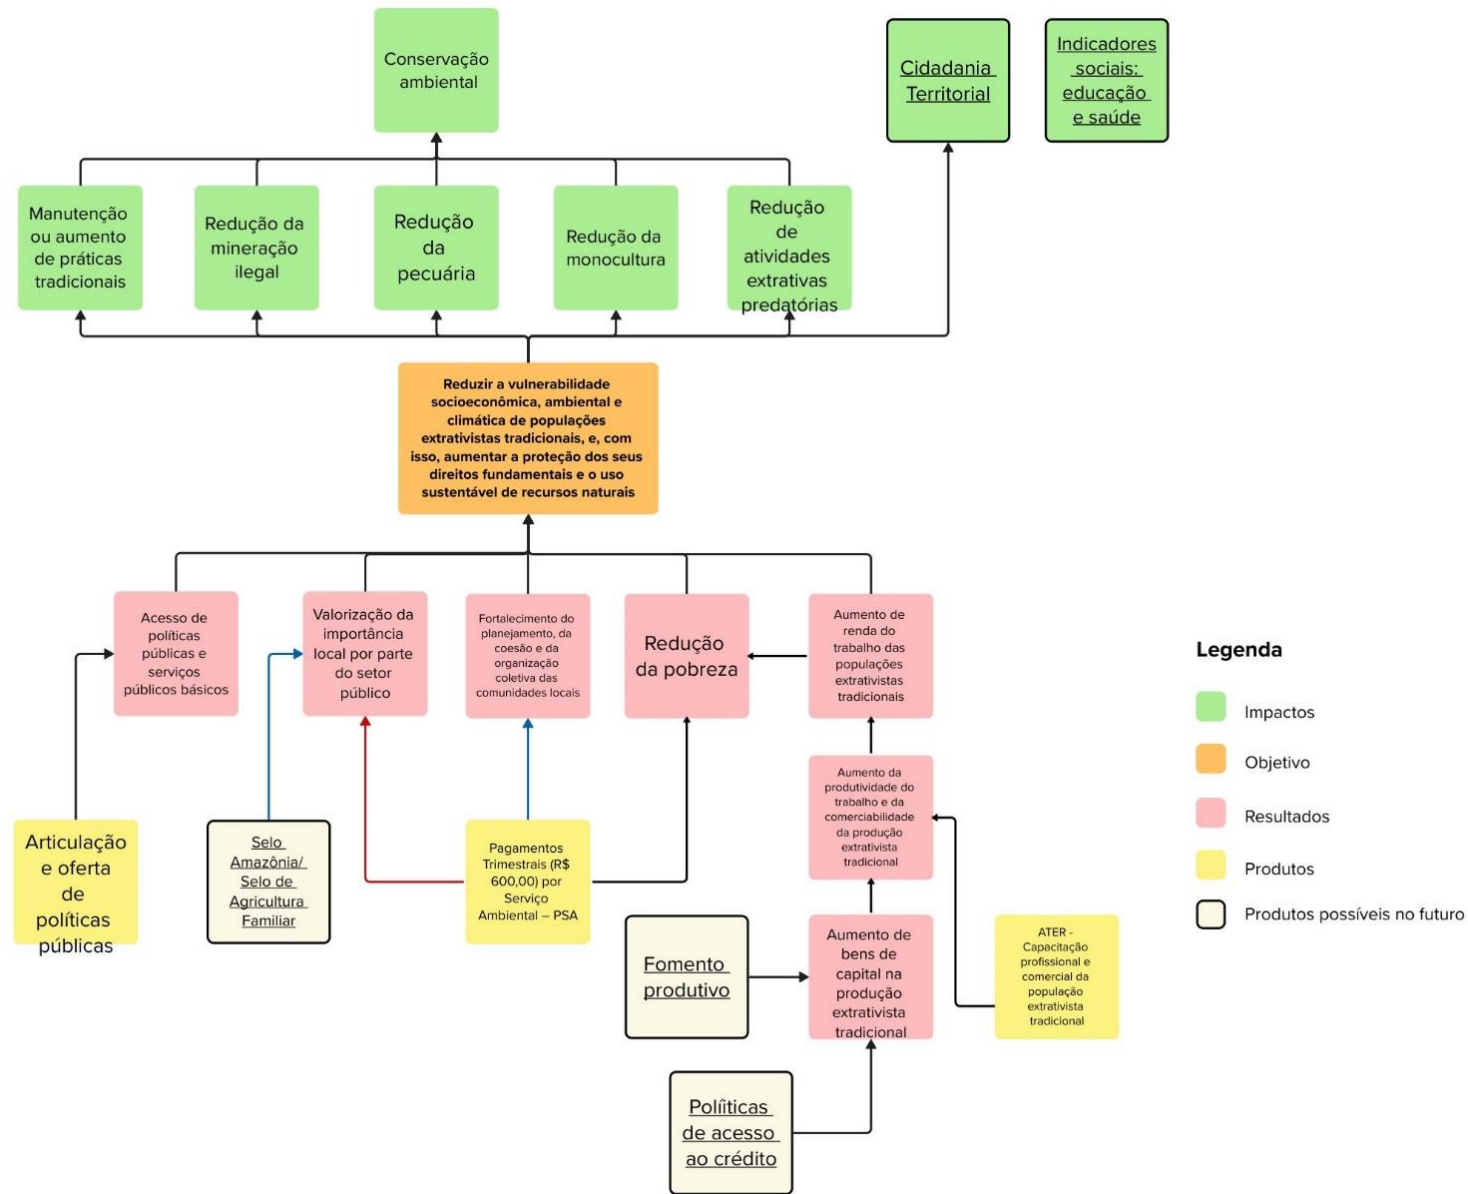 Conservação
ambiental
Cidadania
Territorial
Indicadores
sociais:
educação
e saúde
Manutenção
ou aumento
de práticas
tradicionais
Redução da
mineração
ilegal
Redução
da
pecuária
Redução da
monocultura
Redução
de
atividades
extrativas
predatórias
Reduzir a vulnerabilidade
socioeconômica, ambiental e
climática de populações
extrativistas tradicionais, e, com
isso, aumentar a proteção dos seus
direitos fundamentais e o uso
sustentável de recursos naturais
Acesso de
políticas
públicas e
serviços
públicos básicos
Valorização da
importância
local por parte
do setor
público
Fortalecimento do
planejamento, da
coesão e da
organização
coletiva das
comunidades locais
Redução
da pobreza
Aumento de
renda do
trabalho das
populações
extrativistas
tradicionais
Aumento da
produtividade do
trabalho e da
comerciabilidade
da produção
extrativista
tradicional
Articulação
e oferta
de
políticas
públicas
Selo
Amazônia/
Selo de
Agricultura
Familiar
Pagamentos
Trimestrais (R$
600,00) por
Serviço
Ambiental – PSA
Fomento
produtivo
Aumento de
bens de
capital na
produção
extrativista
tradicional
ATER -
Capacitação
profissional e
comercial da
população
extrativista
tradicional
Políiticas
de acesso
ao crédito
Legenda
Impactos
Objetivo
Resultados
Produtos
Produtos possíveis no futuro